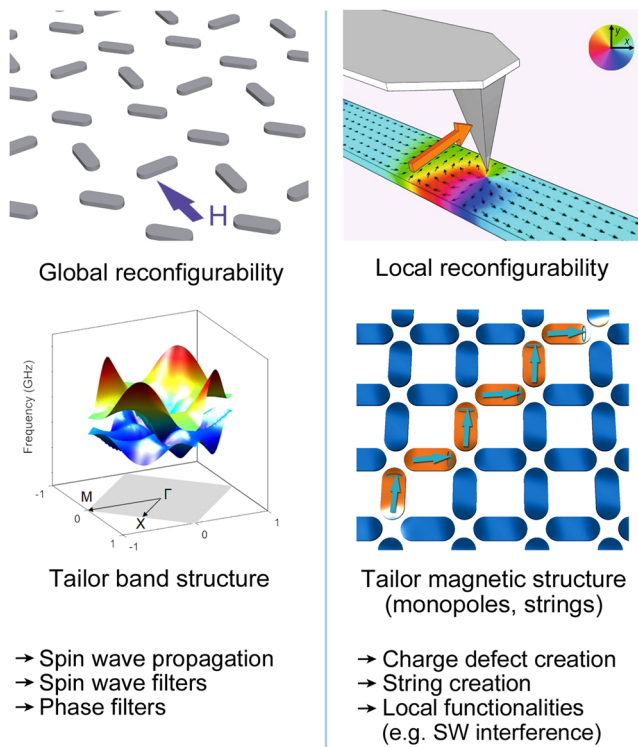 H
Global reconfigurability
Frequency (GHz)
-1
0
1
M
X
Γ
-1
0
1
Tailor band structure
→ Spin wave propagation
→ Spin wave filters
→ Phase filters
y
x
Local reconfigurability
Tailor magnetic structure
(monopoles, strings)
→ Charge defect creation
→ String creation
→ Local functionalities
(e.g. SW interference)